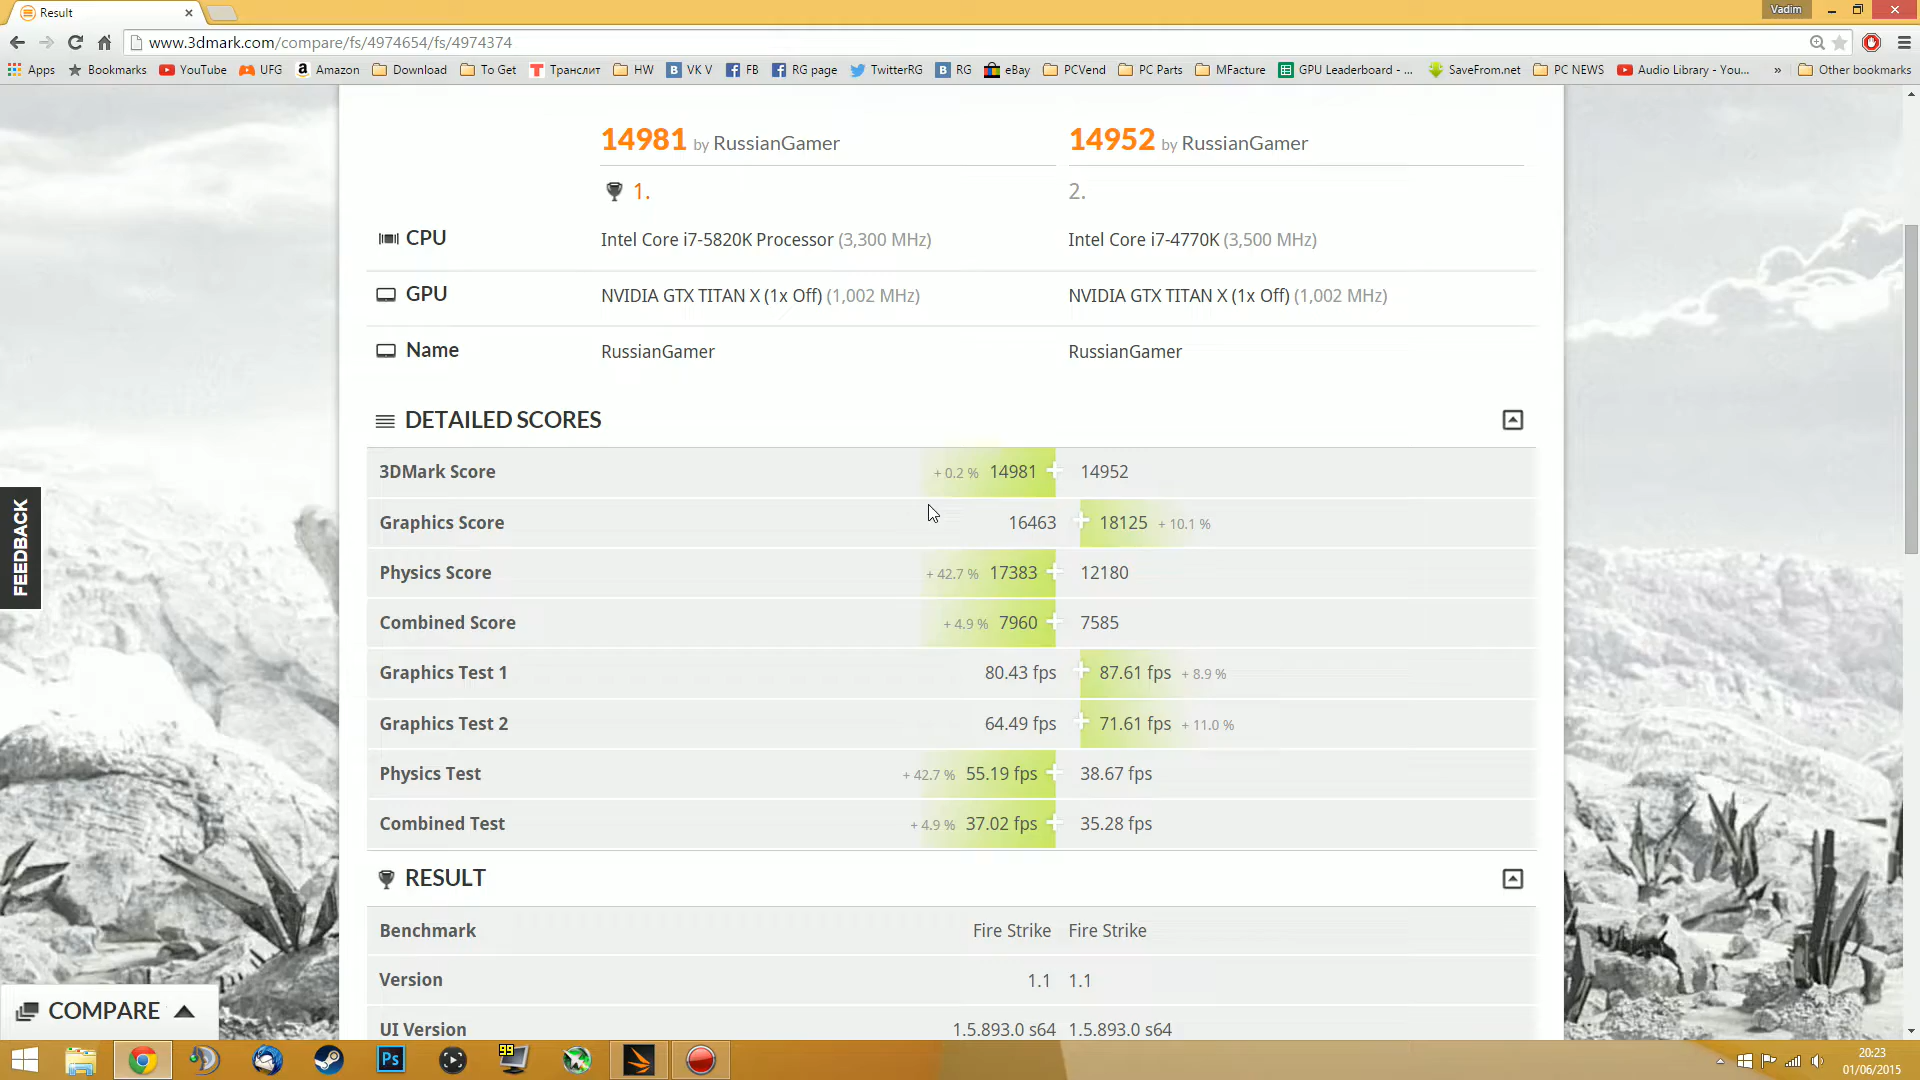 Result
Vadim
www.3dmark.com/compare/fs/4974654/fs/4974374
Apps Bookmarks YouTube UFG Amazon Download To Get Транслит HW VK V FB RG page TwitterRG RG eBay PCVend PC Parts MFacture GPU Leaderboard - ... SaveFrom.net PC NEWS Audio Library - You... » Other bookmarks
14981 by RussianGamer 14952 by RussianGamer
1. 2.
CPU Intel Core i7-5820K Processor (3,300 MHz) Intel Core i7-4770K (3,500 MHz)
GPU NVIDIA GTX TITAN X (1x Off) (1,002 MHz) NVIDIA GTX TITAN X (1x Off) (1,002 MHz)
Name RussianGamer RussianGamer
DETAILED SCORES
3DMark Score + 0.2 % 14981 14952
Graphics Score 16463 18125 + 10.1 %
Physics Score + 42.7 % 17383 12180
Combined Score + 4.9 % 7960 7585
Graphics Test 1 80.43 fps 87.61 fps + 8.9 %
Graphics Test 2 64.49 fps 71.61 fps + 11.0 %
Physics Test + 42.7 % 55.19 fps 38.67 fps
Combined Test + 4.9 % 37.02 fps 35.28 fps
RESULT
Benchmark Fire Strike Fire Strike
Version 1.1 1.1
UI Version 1.5.893.0 s64 1.5.893.0 s64
FEEDBACK
COMPARE
Ps
99
20:23
01/06/2015